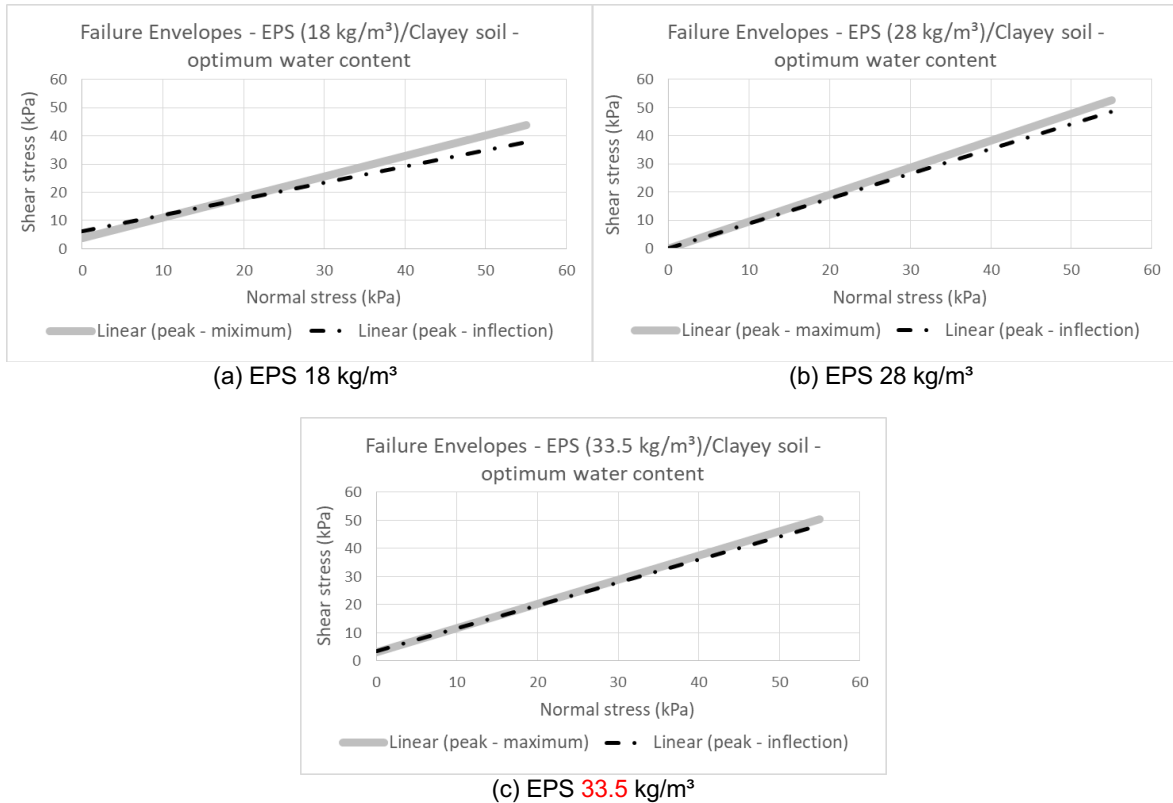 Failure Envelopes - EPS (18 kg/m³)/Clayey soil -
optimum water content
60
50
40
30
20
10
0
Shear stress (kPa)
0 10 20 30 40 50 60
Normal stress (kPa)
Linear (peak - miximum) Linear (peak - inflection)
(a) EPS 18 kg/m³
Failure Envelopes - EPS (28 kg/m³)/Clayey soil -
optimum water content
60
50
40
30
20
10
0
Shear stress (kPa)
0 10 20 30 40 50 60
Normal stress (kPa)
Linear (peak - maximum) Linear (peak - inflection)
(b) EPS 28 kg/m³
Failure Envelopes - EPS (33.5 kg/m³)/Clayey soil -
optimum water content
60
50
40
30
20
10
0
Shear stress (kPa)
0 10 20 30 40 50 60
Normal stress (kPa)
Linear (peak - maximum) Linear (peak - inflection)
(c) EPS 33.5 kg/m³